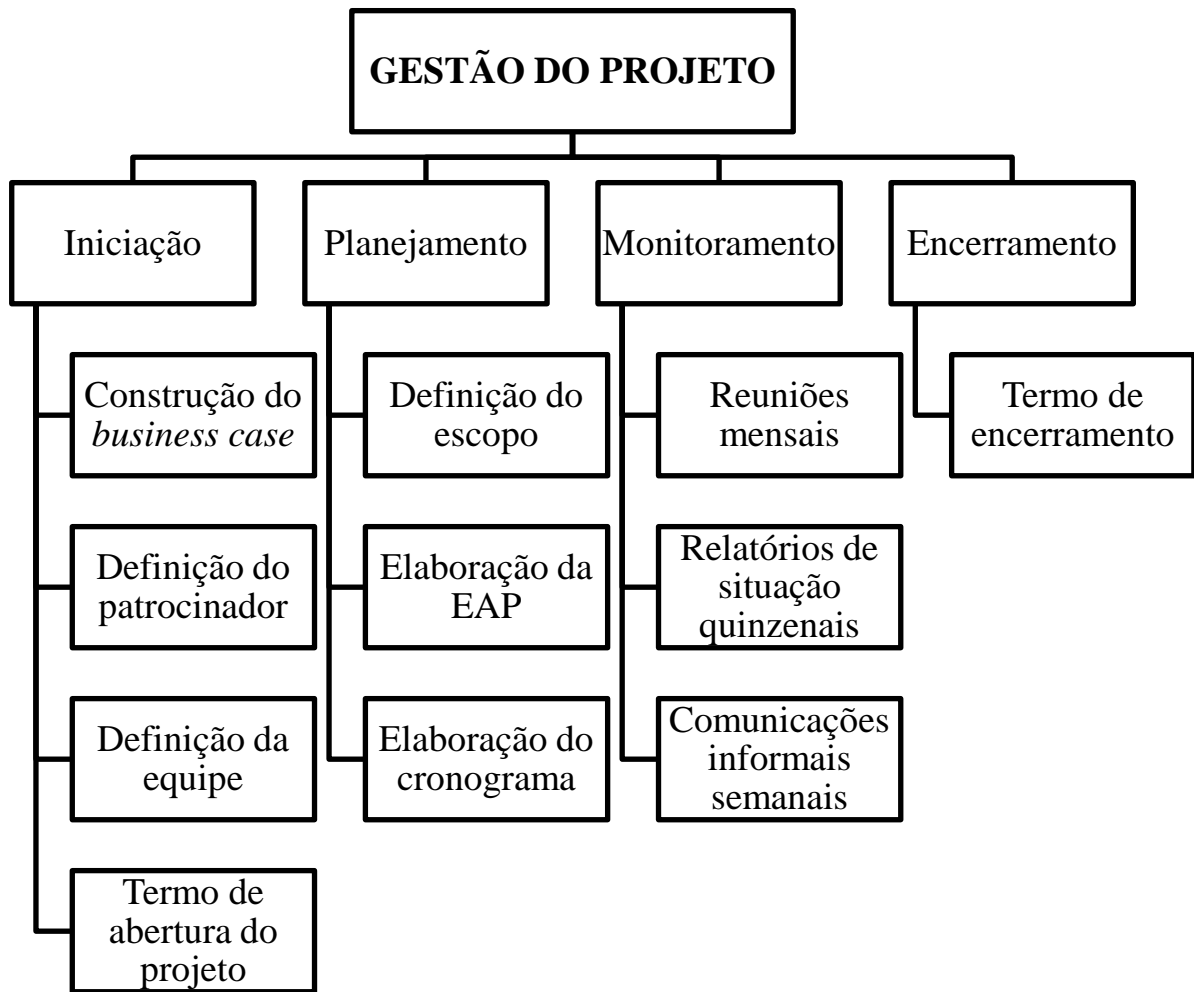 GESTÃO DO PROJETO
Iniciação
Construção do
business case
Definição do
patrocinador
Definição da
equipe
Termo de
abertura do
projeto
Planejamento
Definição do
escopo
Elaboração da
EAP
Elaboração do
cronograma
Monitoramento
Reuniões
mensais
Relatórios de
situação
quinzenais
Comunicações
informais
semanais
Encerramento
Termo de
encerramento